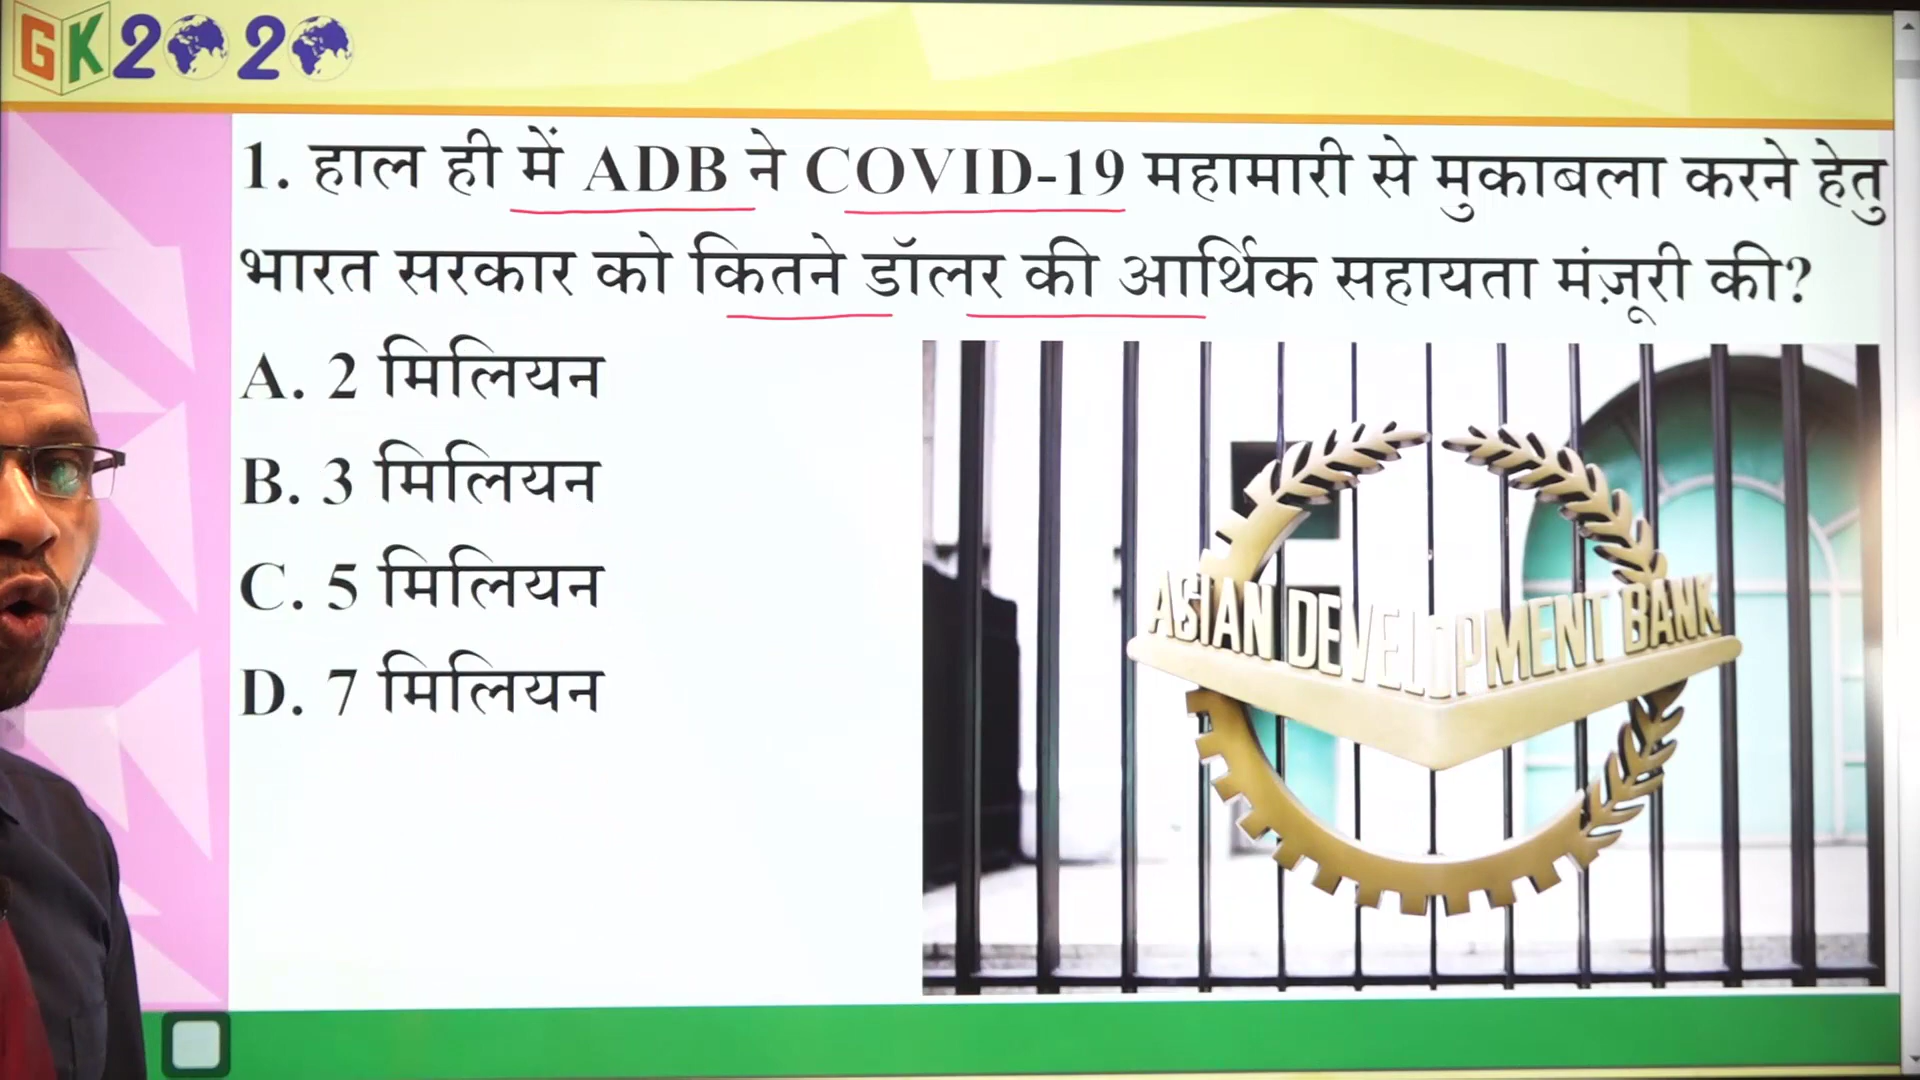 GK2020
1. हाल ही में ADB ने COVID-19 महामारी से मुकाबला करने हेतु
भारत सरकार को कितने डॉलर की आर्थिक सहायता मंज़ूरी की?
A. 2 मिलियन
B. 3 मिलियन
C. 5 मिलियन
D. 7 मिलियन
ASIAN DEVELOPMENT BANK